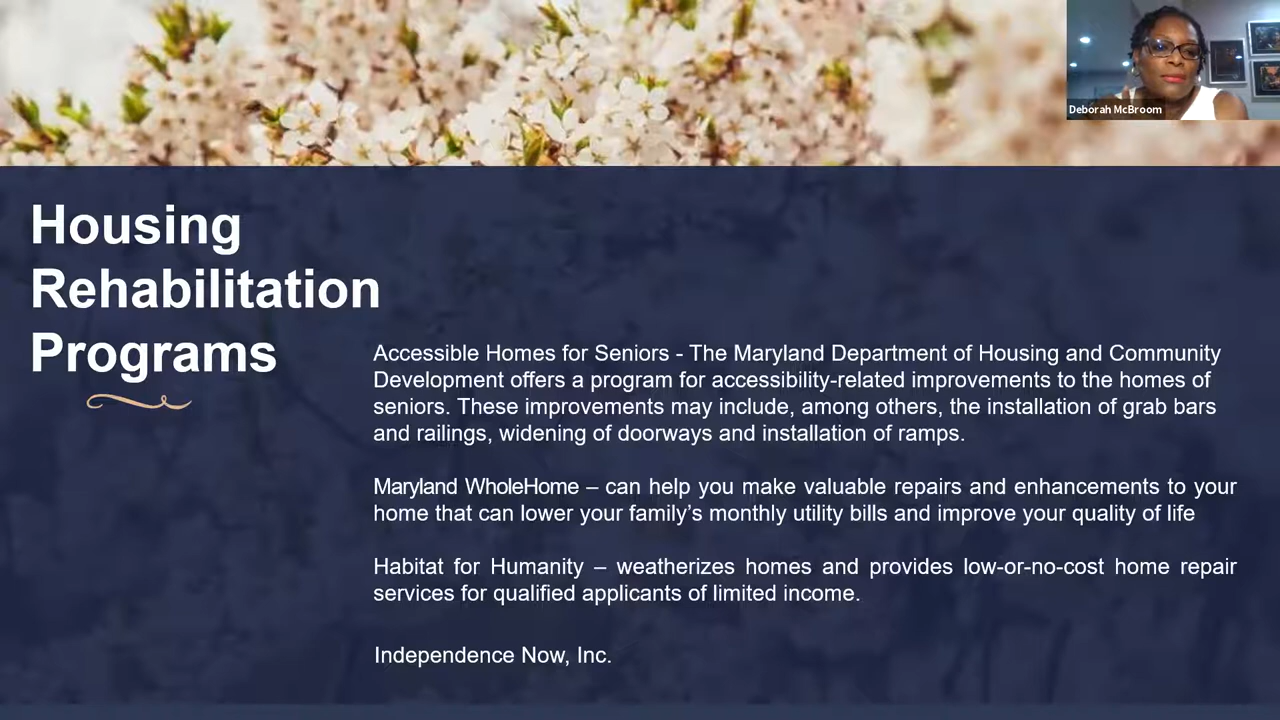 Deborah McBroom
Housing
Rehabilitation
Programs
Accessible Homes for Seniors - The Maryland Department of Housing and Community
Development offers a program for accessibility-related improvements to the homes of
seniors. These improvements may include, among others, the installation of grab bars
and railings, widening of doorways and installation of ramps.
Maryland WholeHome – can help you make valuable repairs and enhancements to your
home that can lower your family’s monthly utility bills and improve your quality of life
Habitat for Humanity – weatherizes homes and provides low-or-no-cost home repair
services for qualified applicants of limited income.
Independence Now, Inc.